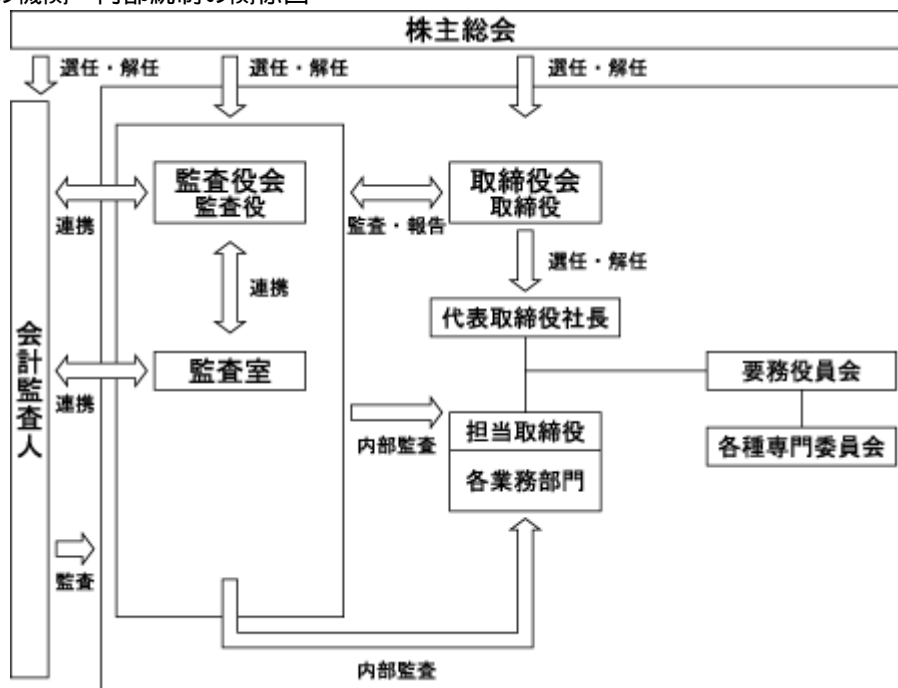 機関・内部統制の関係図
株主総会
選任・解任
選任・解任
選任・解任
監査役会
監査役
取締役会
取締役
連携
監査・報告
連携
選任・解任
代表取締役社長
会計監査人
監査室
要務役員会
連携
内部監査
担当取締役
各業務部門
各種専門委員会
監査
内部監査